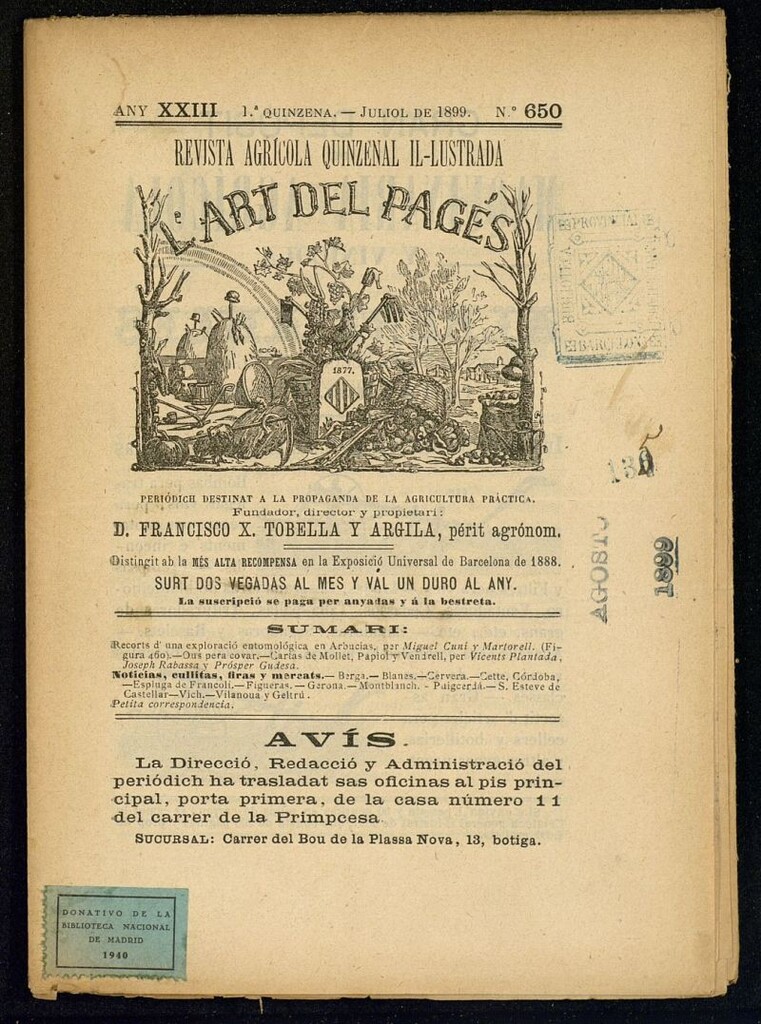 ANY XXIII 1.ª QUINZENA. — JULIOL DE 1899. N.º 650
REVISTA AGRÍCOLA QUINZENAL IL-LUSTRADA
L'ART DEL PAGÉS
1877.
PERIÓDICH DESTINAT A LA PROPAGANDA DE LA AGRICULTURA PRÁCTICA.
Fundador, director y propietari:
D. FRANCISCO X. TOBELLA Y ARGILA, périt agrónom.
Distingit ab la MÉS ALTA RECOMPENSA en la Exposició Universal de Barcelona de 1888.
SURT DOS VEGADAS AL MES Y VAL UN DURO AL ANY.
La suscripció se paga per anyadas y á la bestreta.
SUMARI:
Recorts d' una exploració entomológica en Arbucias, per Miguel Cuní y Martorell. (Fi-
gura 460).—Ous pera covar.—Cartas de Mollet, Papiol y Vendrell, per Vicents Plantada,
Joseph Rabassa y Prósper Gudesa.
Noticias, cullitas, firas y mercats.— Berga.— Blanes.—Cervera.—Cette, Córdoba,
—Espluga de Francolí.— Figueras.— Gerona.— Montblanch. - Puigcerdá.— S. Esteve de
Castellar—Vich.—Vilanova y Geltrú.
Petita correspondencia.
AVÍS.
La Direcció, Redacció y Administració del
periódich ha trasladat sas oficinas al pis prin-
cipal, porta primera, de la casa número 11
del carrer de la Primpcesa.
SUCURSAL: Carrer del Bou de la Plassa Nova, 13, botiga.
BIBLIOTECA PROVINCIAL
DE BARCELONA
AGOSTO
1899
DONATIVO DE LA
BIBLIOTECA NACIONAL
DE MADRID
1940